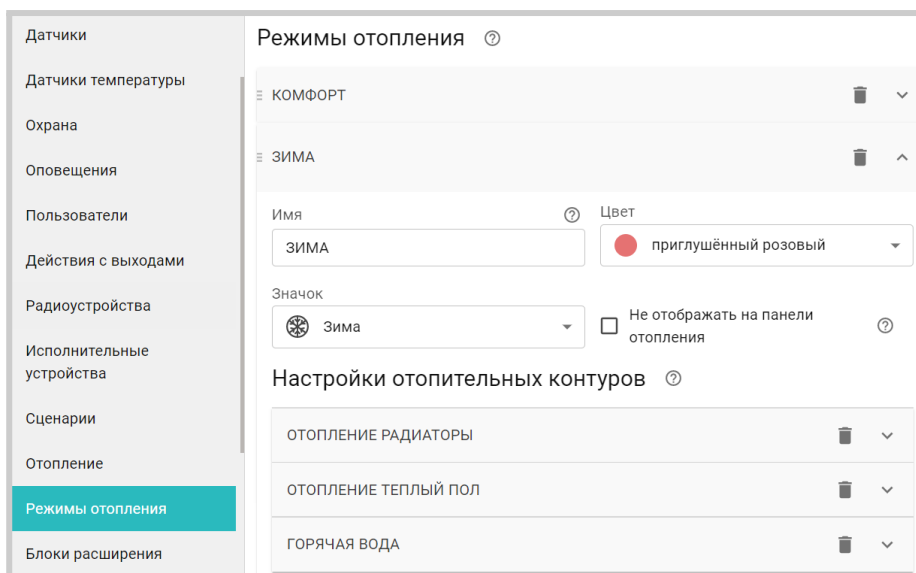 Датчики
Датчики температуры
Охрана
Оповещения
Пользователи
Действия с выходами
Радиоустройства
Исполнительные
устройства
Сценарии
Отопление
Режимы отопления
Блоки расширения
Режимы отопления
КОМФОРТ
ЗИМА
Имя
Цвет
ЗИМА
приглушённый розовый
Значок
Зима
Не отображать на панели
отопления
Настройки отопительных контуров
ОТОПЛЕНИЕ РАДИАТОРЫ
ОТОПЛЕНИЕ ТЕПЛЫЙ ПОЛ
ГОРЯЧАЯ ВОДА